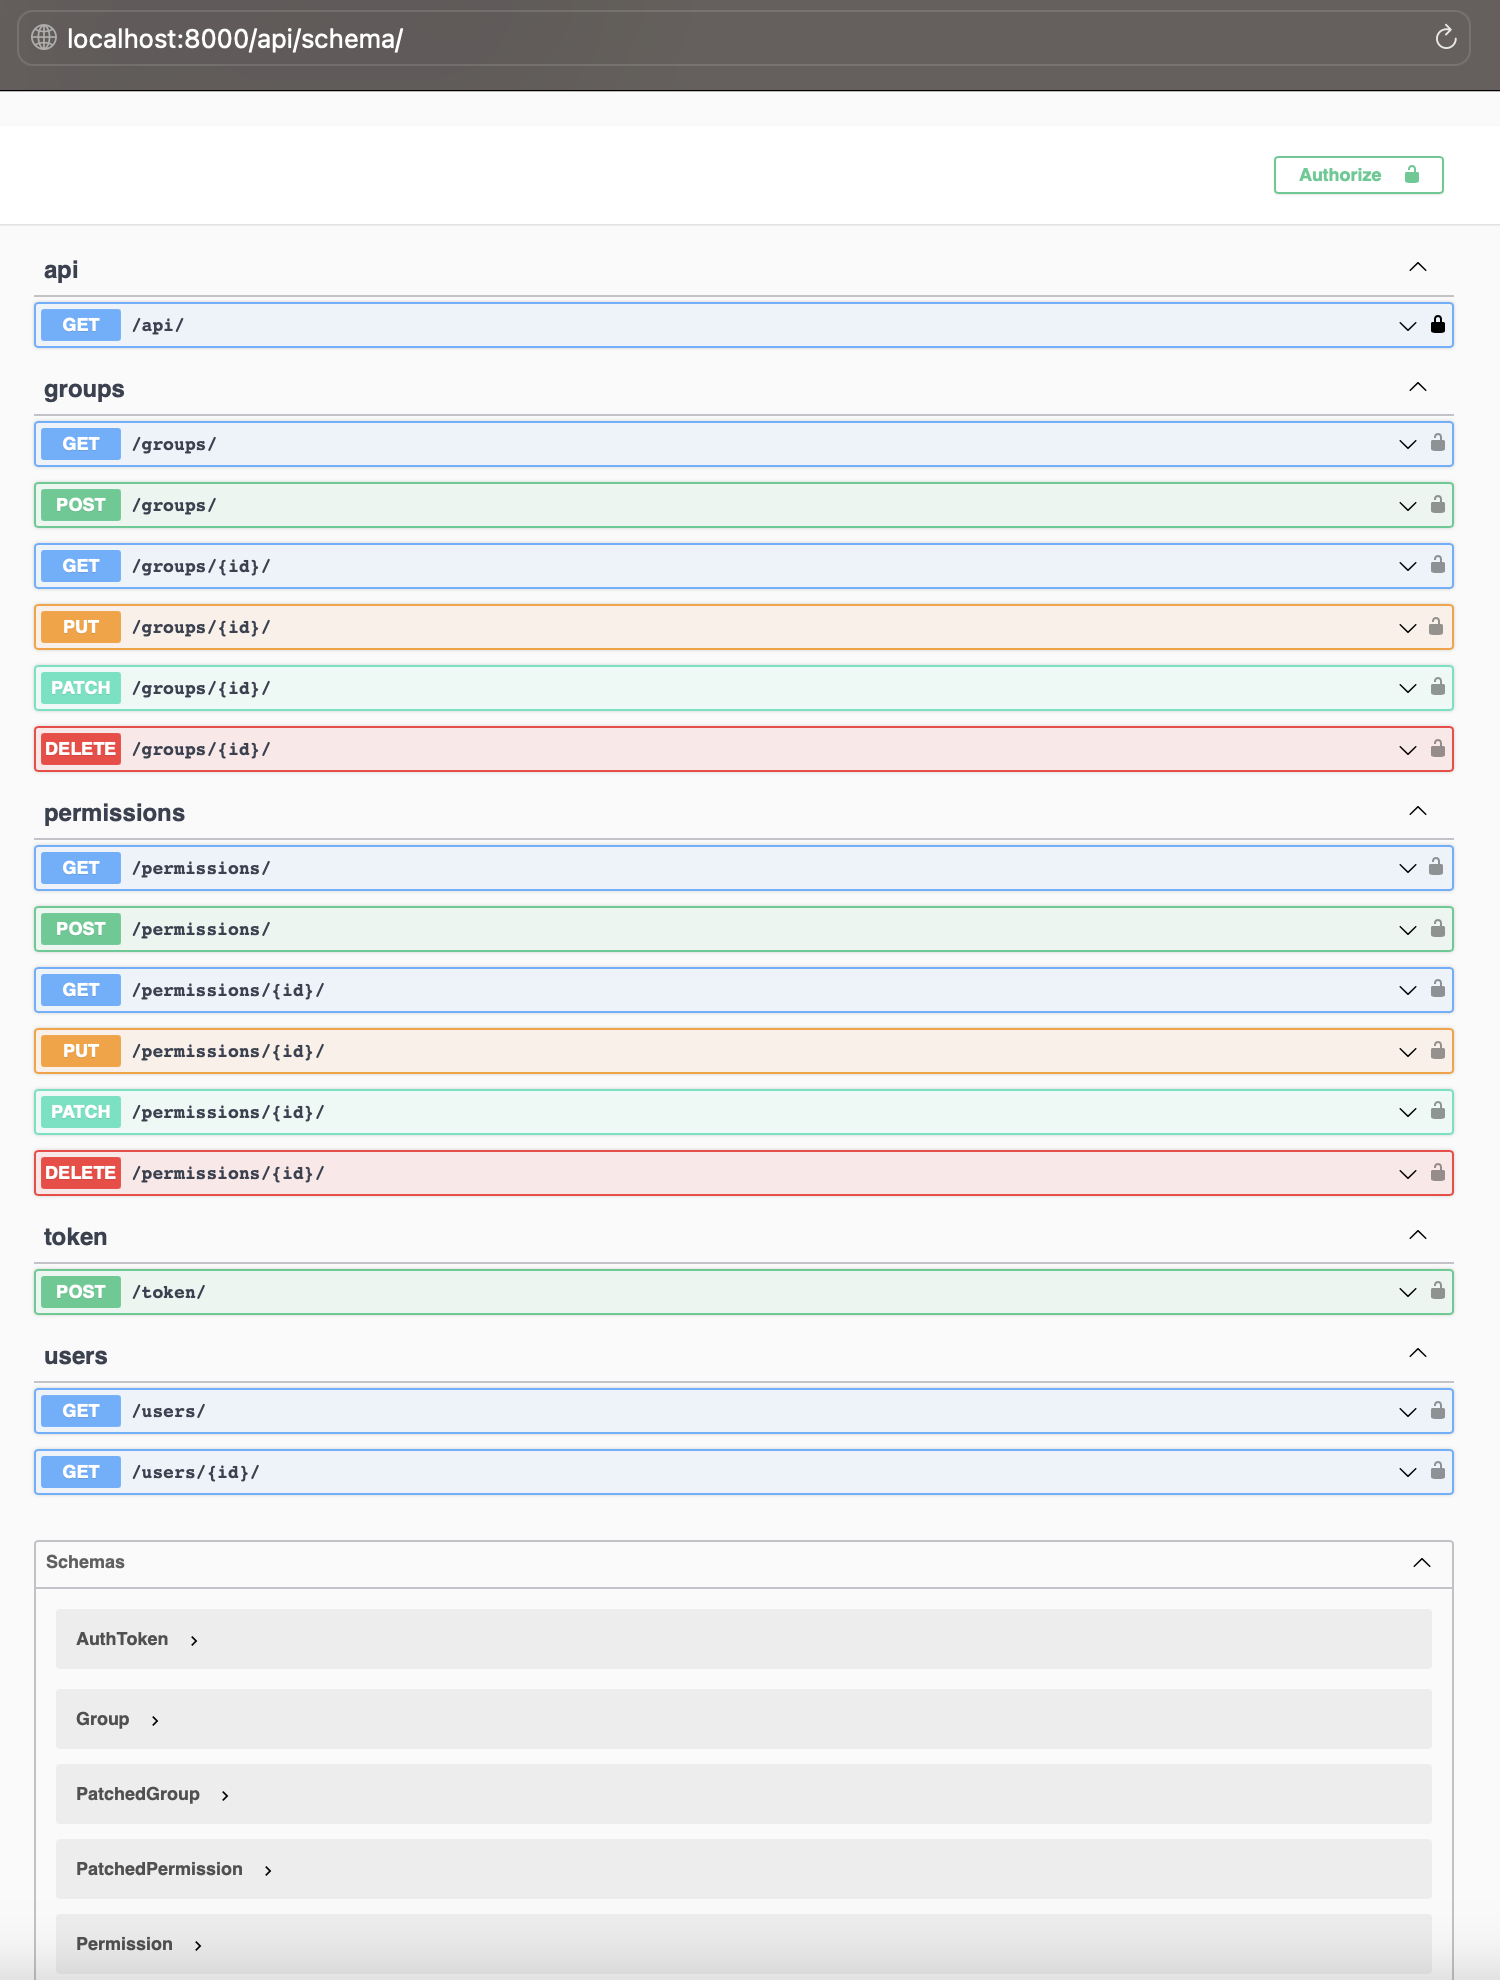 localhost:8000/api/schema/
Authorize
api
GET /api/
groups
GET /groups/
POST /groups/
GET /groups/{id}/
PUT /groups/{id}/
PATCH /groups/{id}/
DELETE /groups/{id}/
permissions
GET /permissions/
POST /permissions/
GET /permissions/{id}/
PUT /permissions/{id}/
PATCH /permissions/{id}/
DELETE /permissions/{id}/
token
POST /token/
users
GET /users/
GET /users/{id}/
Schemas
AuthToken
Group
PatchedGroup
PatchedPermission
Permission